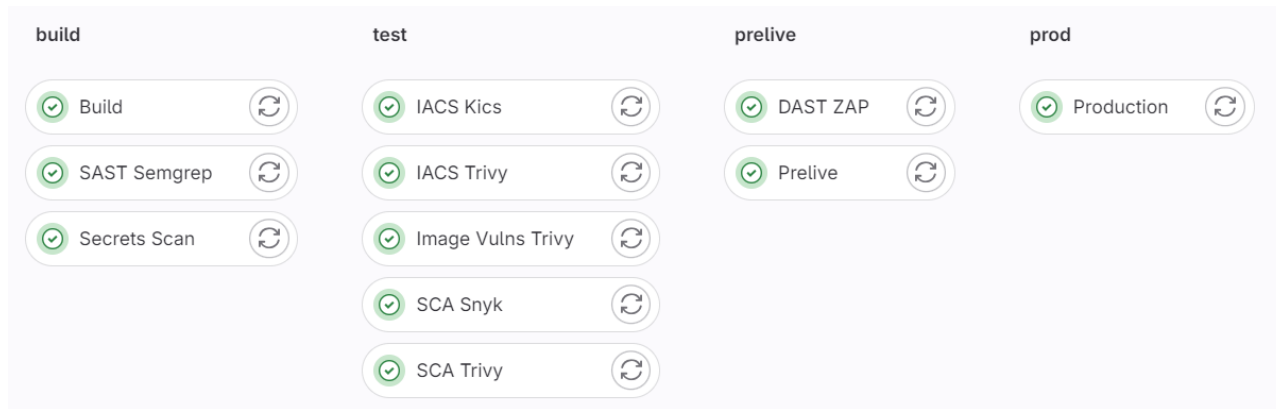 build
Build
SAST Semgrep
Secrets Scan
test
IACS Kics
IACS Trivy
Image Vulns Trivy
SCA Snyk
SCA Trivy
prelive
DAST ZAP
Prelive
prod
Production